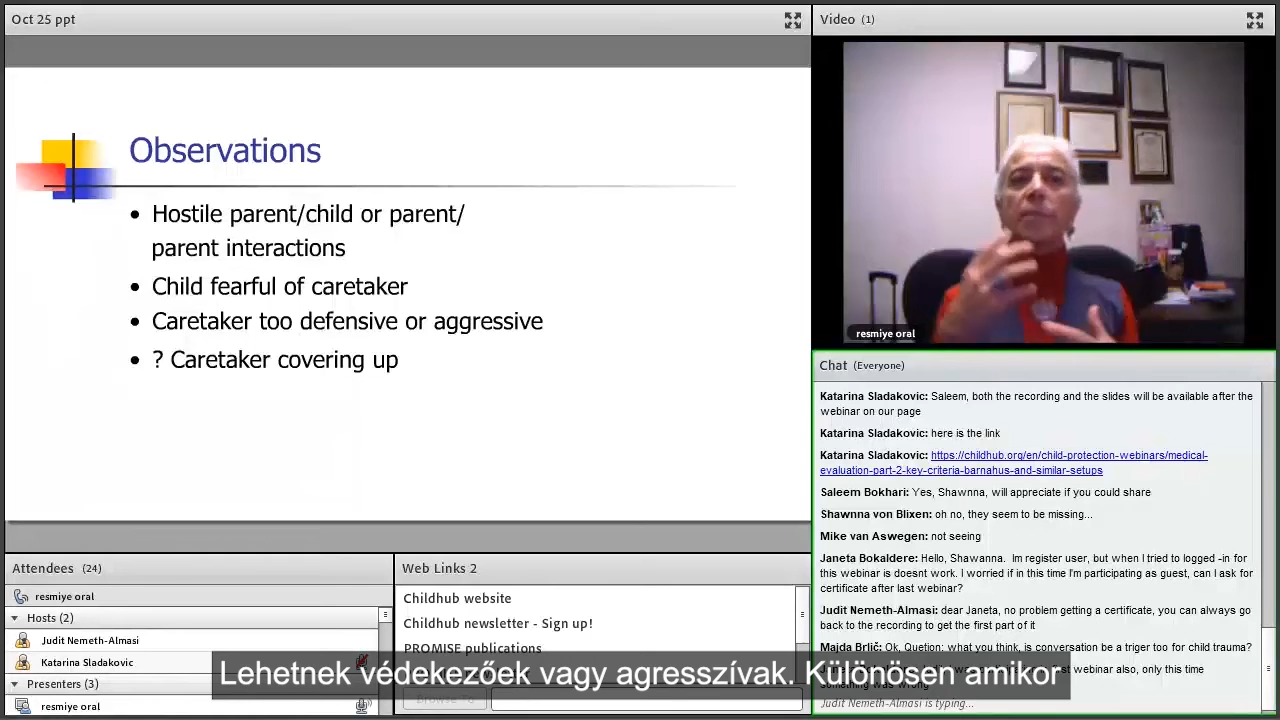 Oct 25 ppt
Observations
• Hostile parent/child or parent/
parent interactions
• Child fearful of caretaker
• Caretaker too defensive or aggressive
• ? Caretaker covering up
Video (1)
resmiye oral
Chat (Everyone)
Katarina Sladakovic: Saleem, both the recording and the slides will be available after the
webinar on our page
Katarina Sladakovic: here is the link
Katarina Sladakovic: https://childhub.org/en/child-protection-webinars/medical-
evaluation-part-2-key-criteria-barnahus-and-similar-setups
Saleem Bokhari: Yes, Shawnna, will appreciate if you could share
Shawnna von Blixen: oh no, they seem to be missing...
Mike van Aswegen: not seeing
Janeta Bokaldere: Hello, Shawanna. Im register user, but when I tried to logged -in for
this webinar is doesnt work. I worried if in this time I'm participating as guest, can I ask for
certificate after last webinar?
Judit Nemeth-Almasi: dear Janeta, no problem getting a certificate, you can always go
back to the recording to get the first part of it
Majda Brlič: Ok, Quetion: what you think, is conversation be a triger too for child trauma?
webinar also, only this time
Judit Nemeth-Almasi is typing...
Attendees (24)
resmiye oral
Hosts (2)
Judit Nemeth-Almasi
Katarina Sladakovic
Presenters (3)
resmiye oral
Web Links 2
Childhub website
Childhub newsletter - Sign up!
PROMISE publications
Browse To
Lehetnek védekezőek vagy agresszívak. Különösen amikor